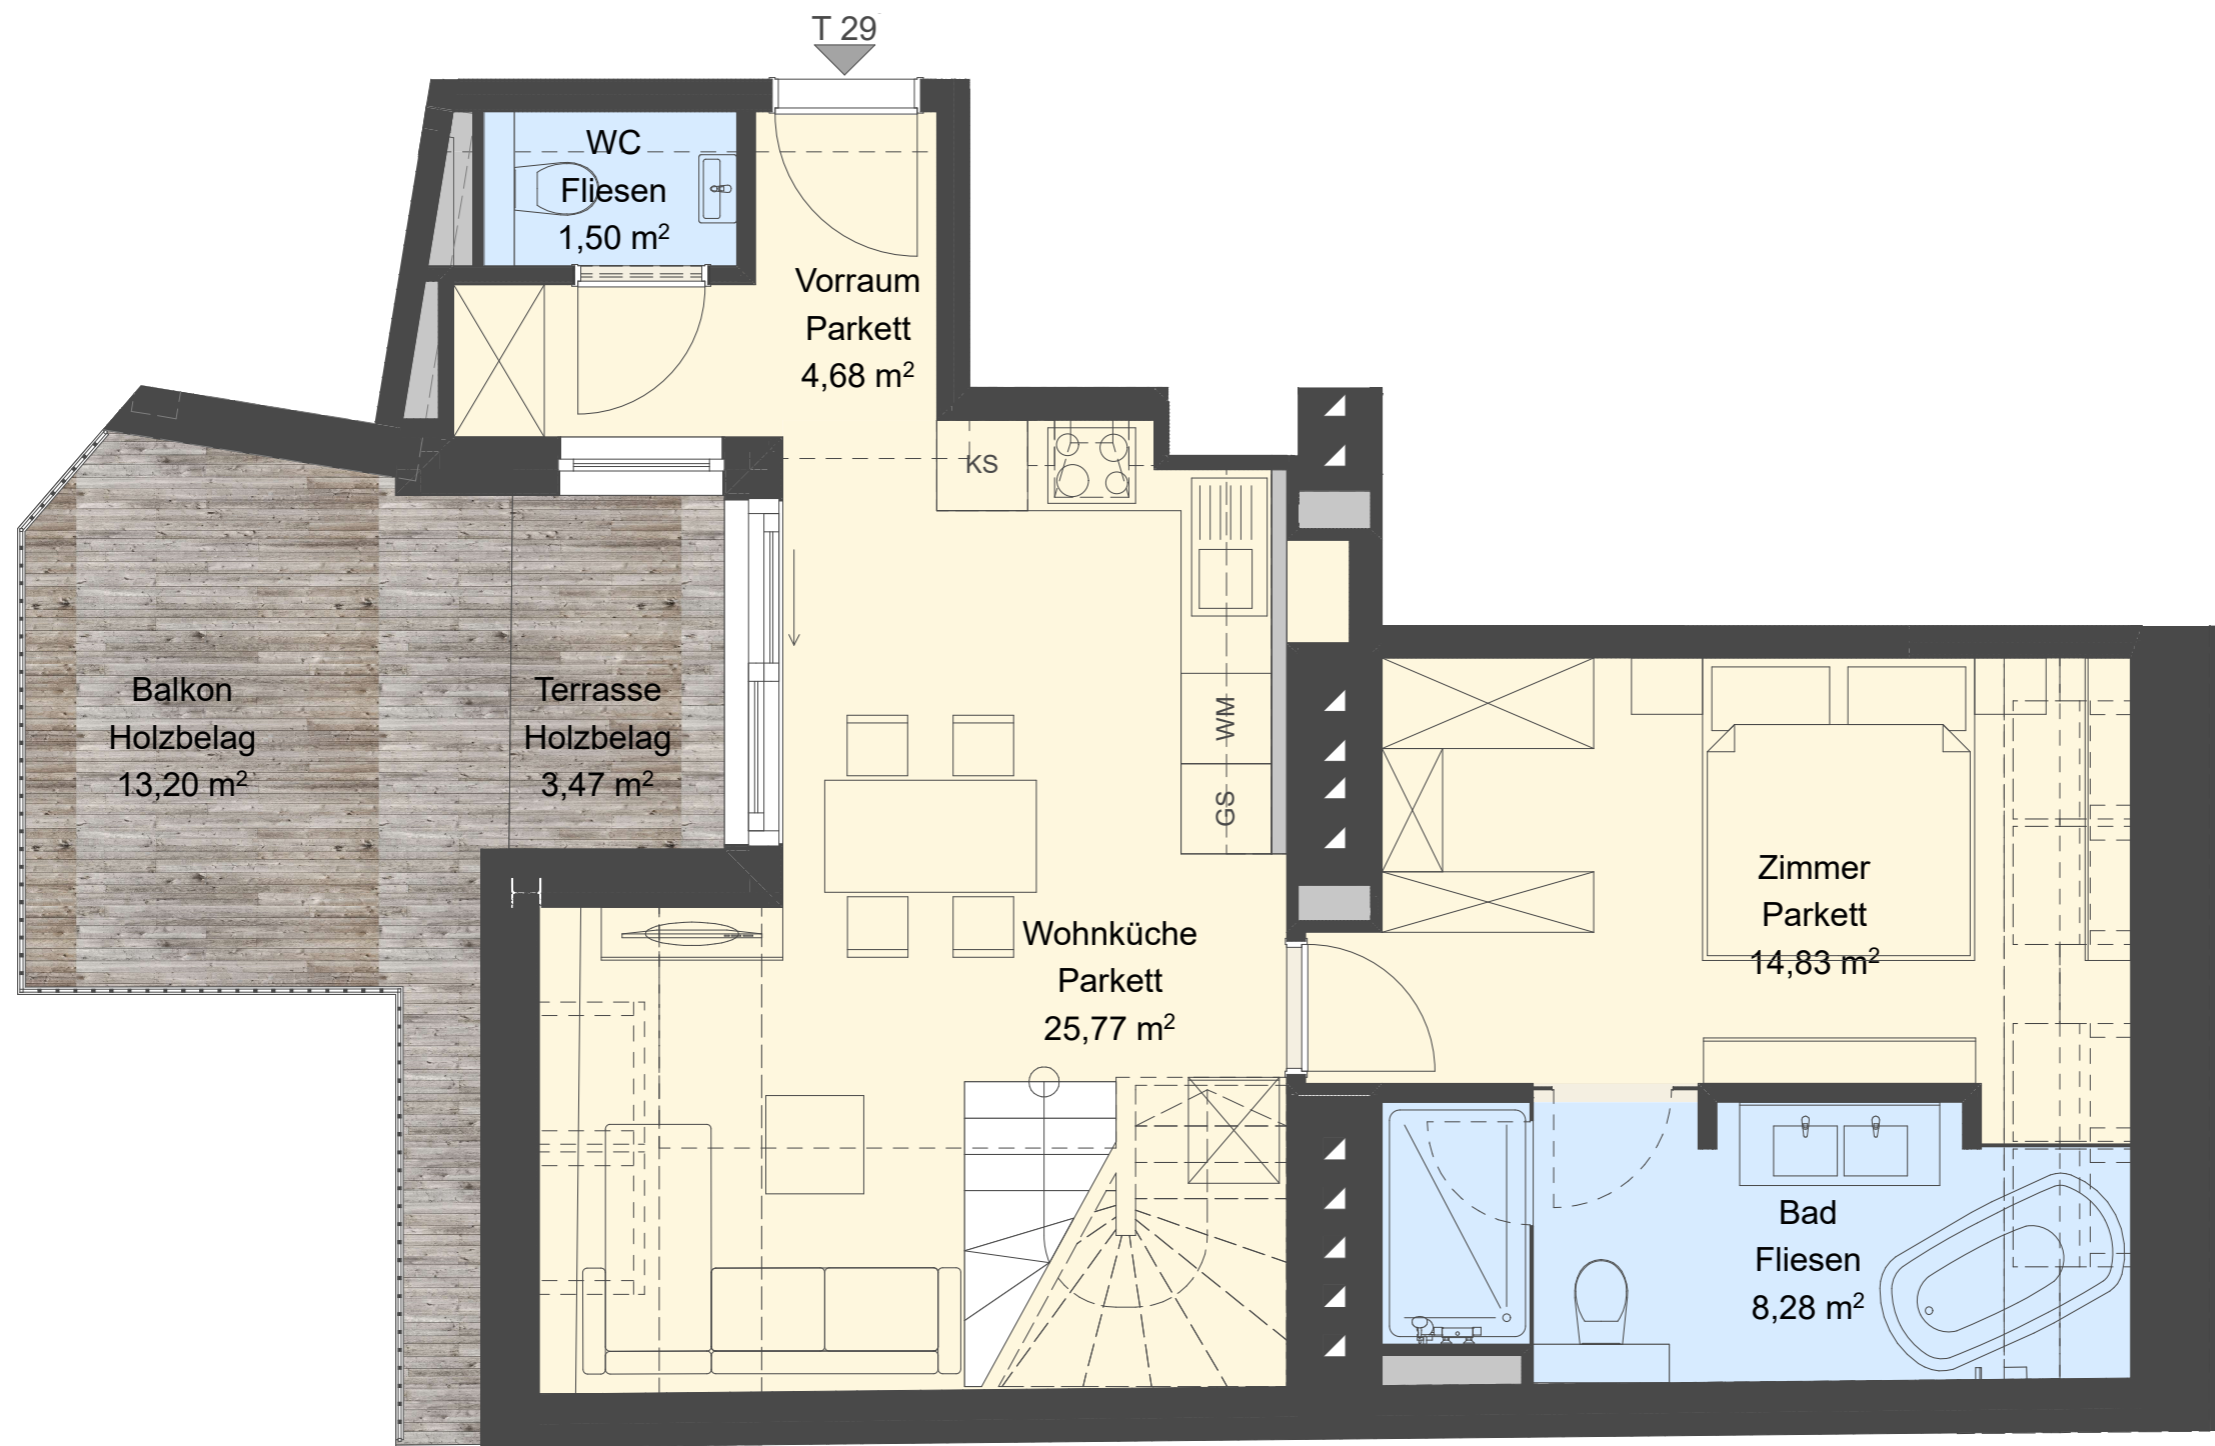 T 29
WC
Fliesen
1,50 m²
Vorraum
Parkett
4,68 m²
KS
WM
GS
Balkon
Holzbelag
13,20 m²
Terrasse
Holzbelag
3,47 m²
Wohnküche
Parkett
25,77 m²
Zimmer
Parkett
14,83 m²
Bad
Fliesen
8,28 m²